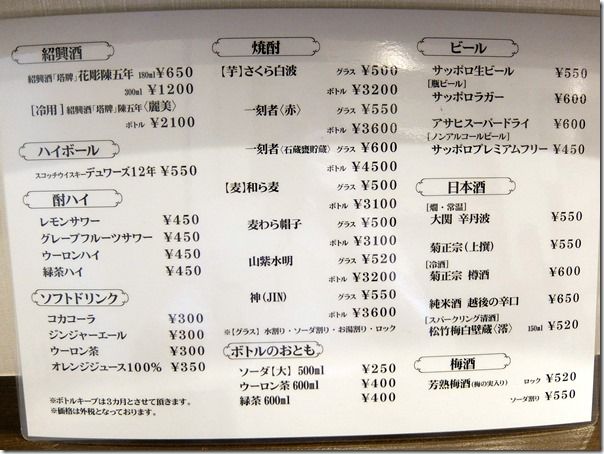 紹興酒
紹興酒「塔牌」花彫陳五年 180ml ¥650
300ml ¥1200
[冷用] 紹興酒「塔牌」陳五年〈麗美〉
ボトル ¥2100
ハイボール
スコッチウイスキーデュワーズ12年 ¥550
酎ハイ
レモンサワー ¥450
グレープフルーツサワー ¥450
ウーロンハイ ¥450
緑茶ハイ ¥450
ソフトドリンク
コカコーラ ¥300
ジンジャーエール ¥300
ウーロン茶 ¥300
オレンジジュース100% ¥350
※ボトルキープは3カ月とさせて頂きます。
※価格は外税となっております。
焼酎
【芋】さくら白波 グラス ¥500
ボトル ¥3200
一刻者〈赤〉 グラス ¥550
ボトル ¥3600
一刻者〈石蔵甕貯蔵〉 グラス ¥600
ボトル ¥4500
【麦】和ら麦 グラス ¥500
ボトル ¥3100
麦わら帽子 グラス ¥500
ボトル ¥3100
山紫水明 グラス ¥520
ボトル ¥3200
神(JIN) グラス ¥550
ボトル ¥3600
※【グラス】水割り・ソーダ割り・お湯割り・ロック
ボトルのおとも
ソーダ【大】 500ml ¥250
ウーロン茶 600ml ¥400
緑茶 600ml ¥400
ビール
サッポロ生ビール ¥550
[瓶ビール]
サッポロラガー ¥600
アサヒスーパードライ ¥600
[ノンアルコールビール]
サッポロプレミアムフリー ¥450
日本酒
[燗・常温]
大関 辛丹波 ¥550
菊正宗(上撰) ¥550
[冷酒]
菊正宗 樽酒 ¥600
純米酒 越後の辛口 ¥650
[スパークリング清酒]
松竹梅白壁蔵〈澪〉 150ml ¥520
梅酒
芳熟梅酒(梅の実入り) ロック ¥520
ソーダ割り ¥550